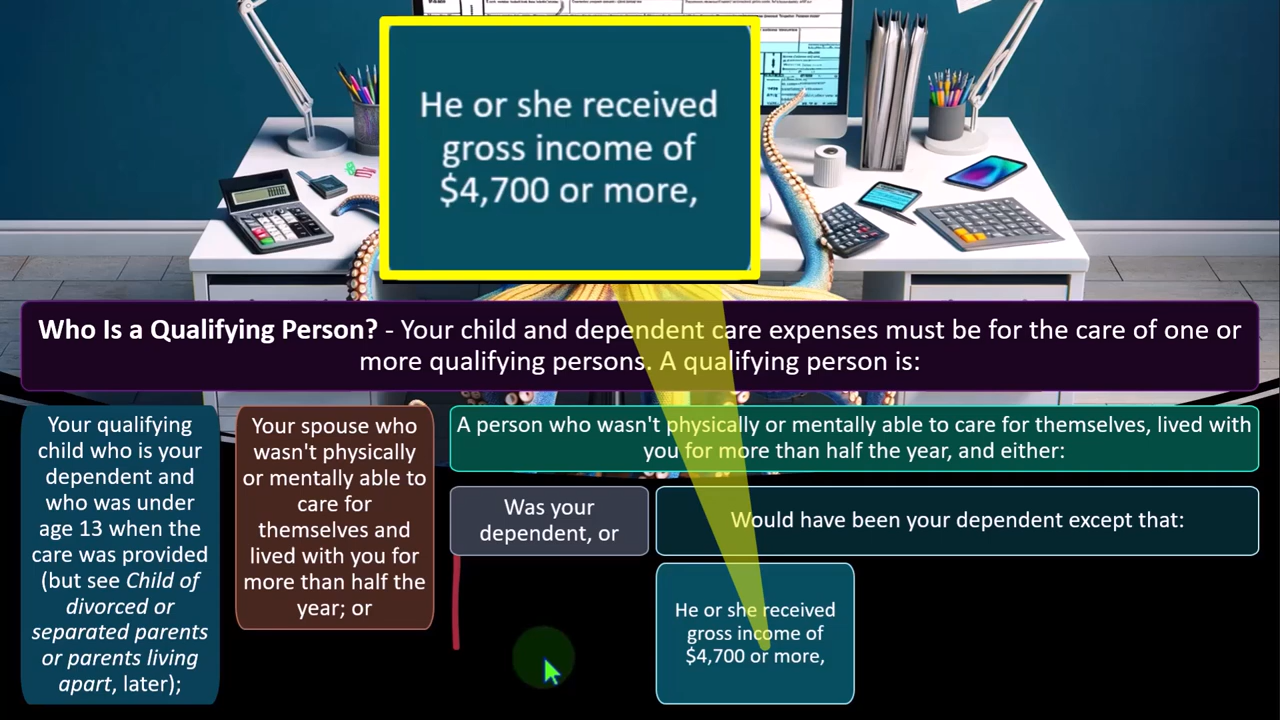 He or she received
gross income of
$4,700 or more,
Who Is a Qualifying Person? - Your child and dependent care expenses must be for the care of one or
more qualifying persons. A qualifying person is:
Your qualifying
child who is your
dependent and
who was under
age 13 when the
care was provided
(but see Child of
divorced or
separated parents
or parents living
apart, later);
Your spouse who
wasn't physically
or mentally able to
care for
themselves and
lived with you for
more than half the
year; or
A person who wasn't physically or mentally able to care for themselves, lived with
you for more than half the year, and either:
Was your
dependent, or
Would have been your dependent except that:
He or she received
gross income of
$4,700 or more,